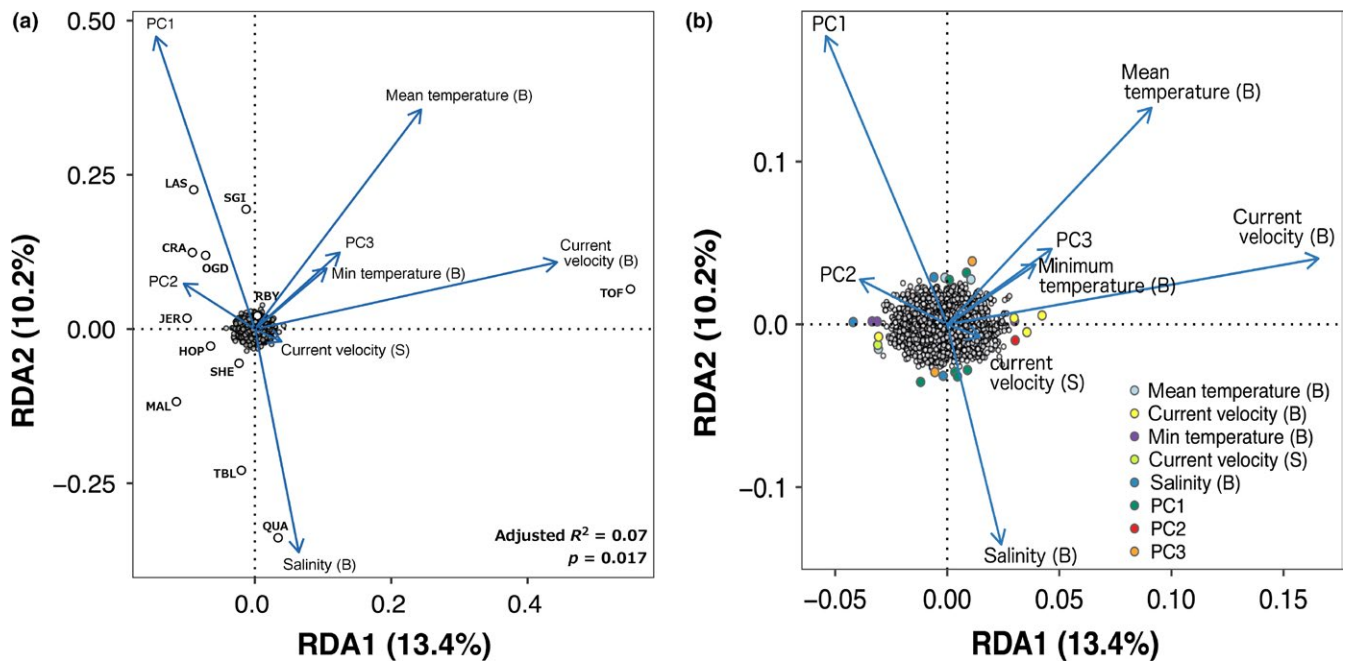 (a)
0.50
0.25
0.00
−0.25
RDA2 (10.2%)
PC1
Mean temperature (B)
LAS
SGI
CRA
OGD
PC3
PC2
Min temperature (B)
Current
velocity (B)
TOF
RBY
JER
HOP
Current velocity (S)
SHE
MAL
TBL
QUA
Salinity (B)
Adjusted R² = 0.07
p = 0.017
0.0
0.2
0.4
RDA1 (13.4%)
(b)
0.1
0.0
−0.1
RDA2 (10.2%)
PC1
Mean
temperature (B)
Current
velocity (B)
PC3
PC2
Minimum
temperature (B)
current
velocity (S)
Salinity (B)
Mean temperature (B)
Current velocity (B)
Min temperature (B)
Current velocity (S)
Salinity (B)
PC1
PC2
PC3
−0.05
0.00
0.05
0.10
0.15
RDA1 (13.4%)